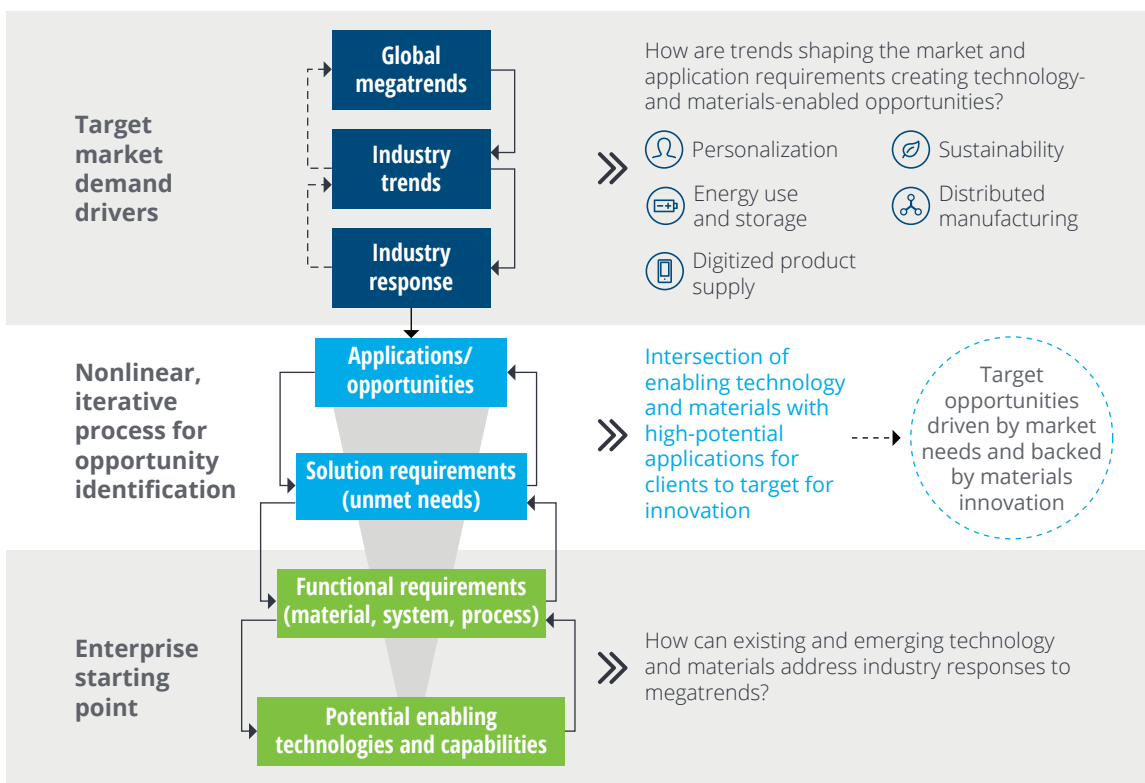 Target
market
demand
drivers
Global
megatrends
Industry
trends
Industry
response
How are trends shaping the market and
application requirements creating technology-
and materials-enabled opportunities?
Personalization
Sustainability
Energy use
and storage
Distributed
manufacturing
Digitized product
supply
Nonlinear,
iterative
process for
opportunity
identification
Applications/
opportunities
Solution requirements
(unmet needs)
Intersection of
enabling technology
and materials with
high-potential
applications for
clients to target for
innovation
Target
opportunities
driven by market
needs and backed
by materials
innovation
Enterprise
starting
point
Functional requirements
(material, system, process)
Potential enabling
technologies and capabilities
How can existing and emerging technology
and materials address industry responses to
megatrends?